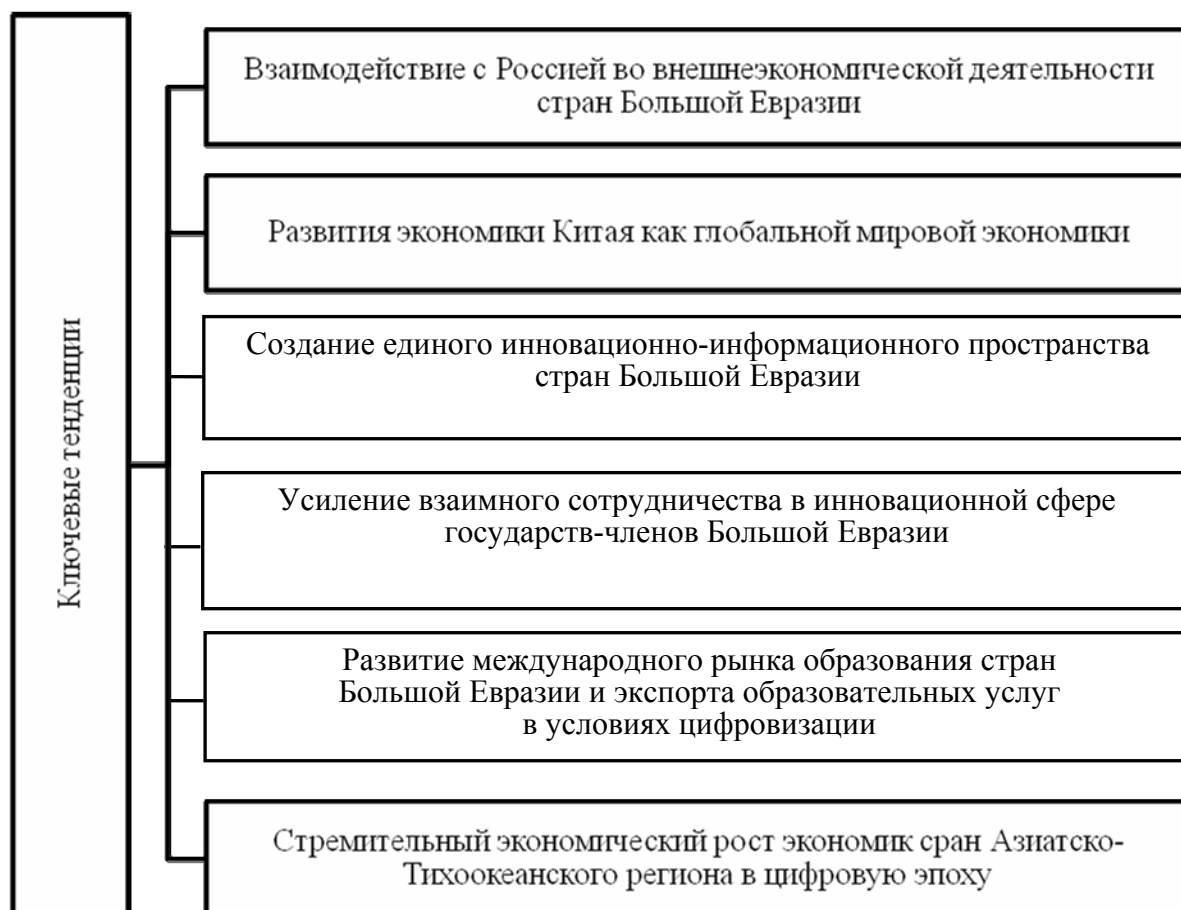 Ключевые тенденции
Взаимодействие с Россией во внешнеэкономической деятельности
стран Большой Евразии
Развития экономики Китая как глобальной мировой экономики
Создание единого инновационно-информационного пространства
стран Большой Евразии
Усиление взаимного сотрудничества в инновационной сфере
государств-членов Большой Евразии
Развитие международного рынка образования стран
Большой Евразии и экспорта образовательных услуг
в условиях цифровизации
Стремительный экономический рост экономик сран Азиатско-
Тихоокеанского региона в цифровую эпоху